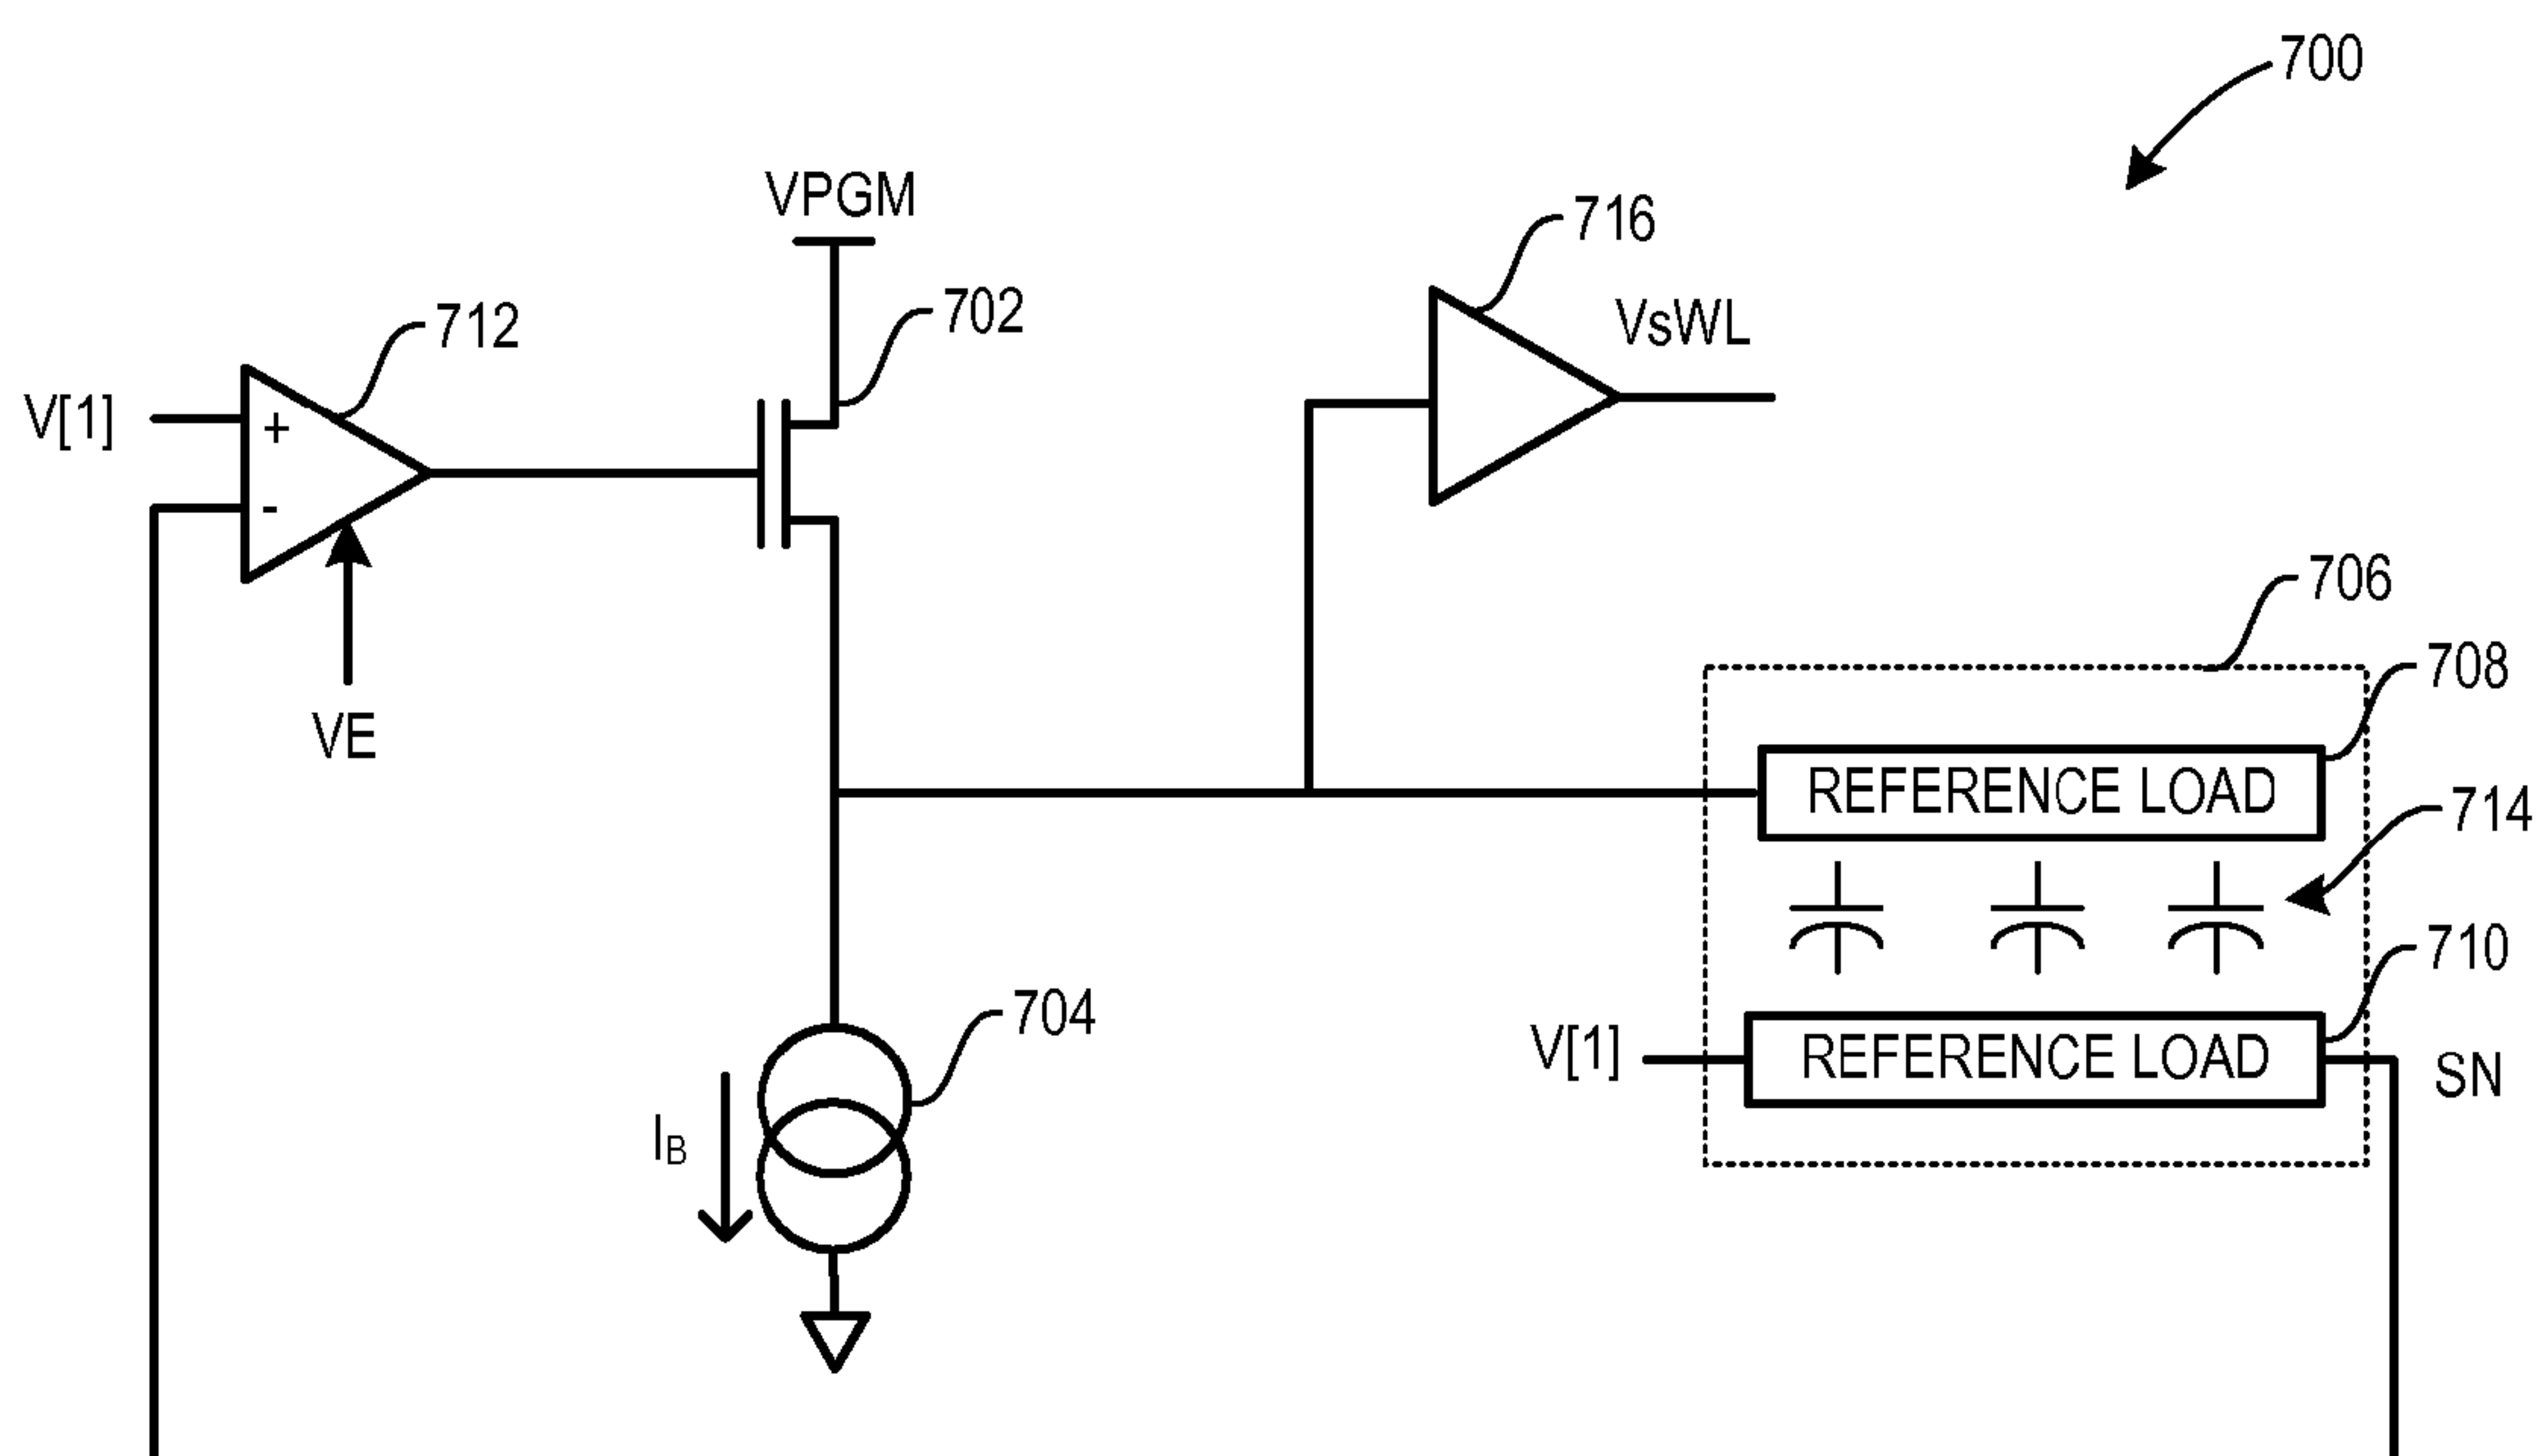 700
VPGM
716
702
VsWL
712
V[1]
+
-
706
VE
708
REFERENCE LOAD
714
710
704
V[1]
REFERENCE LOAD
SN
IB